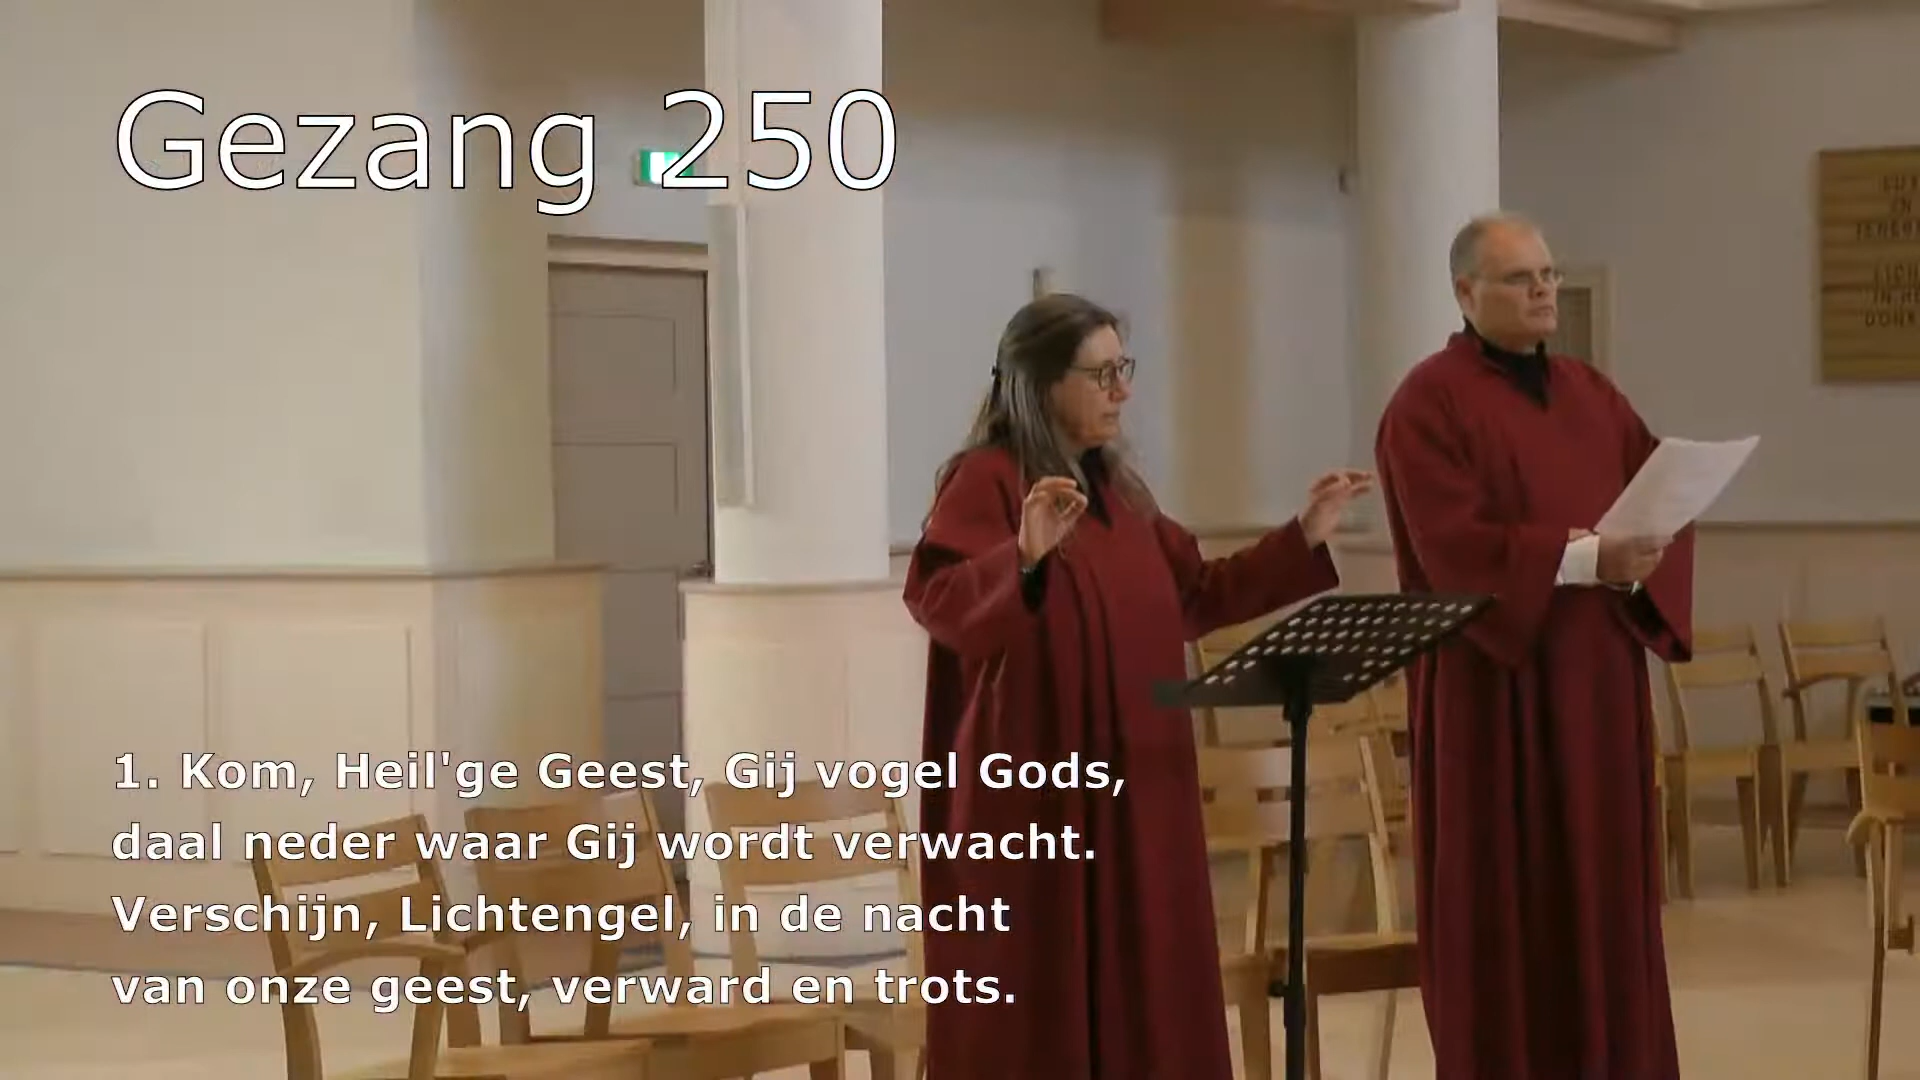 Gezang 250
1. Kom, Heil'ge Geest, Gij vogel Gods,
daal neder waar Gij wordt verwacht.
Verschijn, Lichtengel, in de nacht
van onze geest, verward en trots.